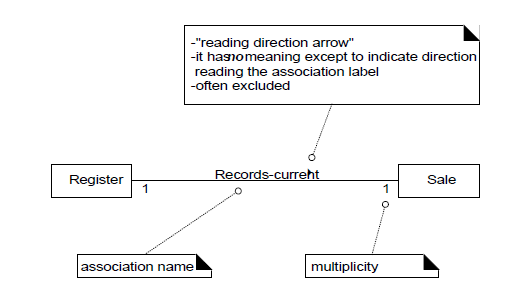 -"reading direction arrow"
-it has no meaning except to indicate direction
reading the association label
-often excluded
Register
Records-current
Sale
1
1
association name
multiplicity